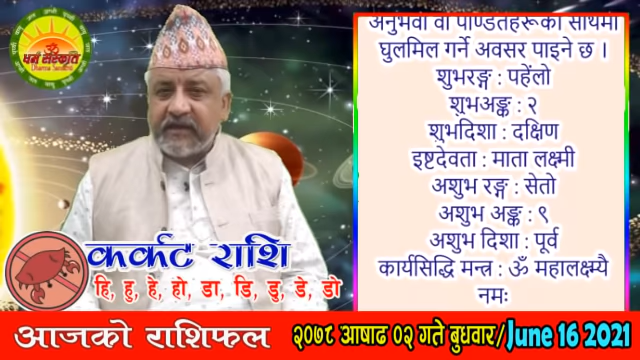 ॐ
धर्म संस्कृति
Dharma Sanskriti
अनुभवी वा पण्डितहरूको साथमा
घुलमिल गर्ने अवसर पाइने छ ।
शुभरङ्ग : पहेंलो
शुभअङ्क : २
शुभदिशा : दक्षिण
इष्टदेवता : माता लक्ष्मी
अशुभ रङ्ग : सेतो
अशुभ अङ्क : ९
अशुभ दिशा : पूर्व
कार्यसिद्धि मन्त्र : ॐ महालक्ष्म्यै
नमः
कर्कट राशि
हि, हु, हे, हो, डा, डि, डु, डे, डो
आजको राशिफल २०७८ आषाढ ०२ गते बुधवार/June 16 2021